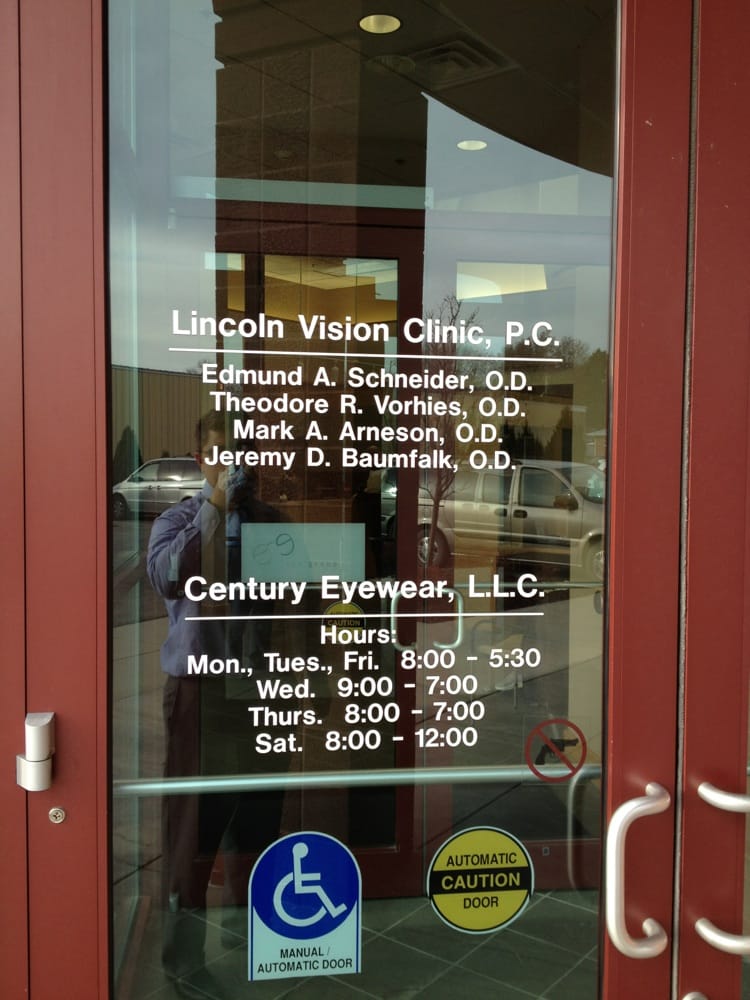 Lincoln Vision Clinic, P.C.
Edmund A. Schneider, O.D.
Theodore R. Vorhies, O.D.
Mark A. Arneson, O.D.
Jeremy D. Baumfalk, O.D.
Century Eyewear, L.L.C.
CAUTION
Hours:
Mon., Tues., Fri. 8:00 - 5:30
Wed. 9:00 - 7:00
Thurs. 8:00 - 7:00
Sat. 8:00 - 12:00
MANUAL /
AUTOMATIC DOOR
AUTOMATIC
CAUTION
DOOR